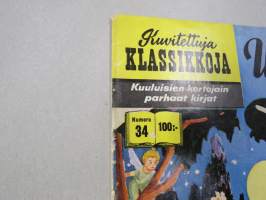 Kuvitettuja
KLASSIKKOJA
Kuuluisien kertojain
parhaat kirjat
Numero
34
100:-